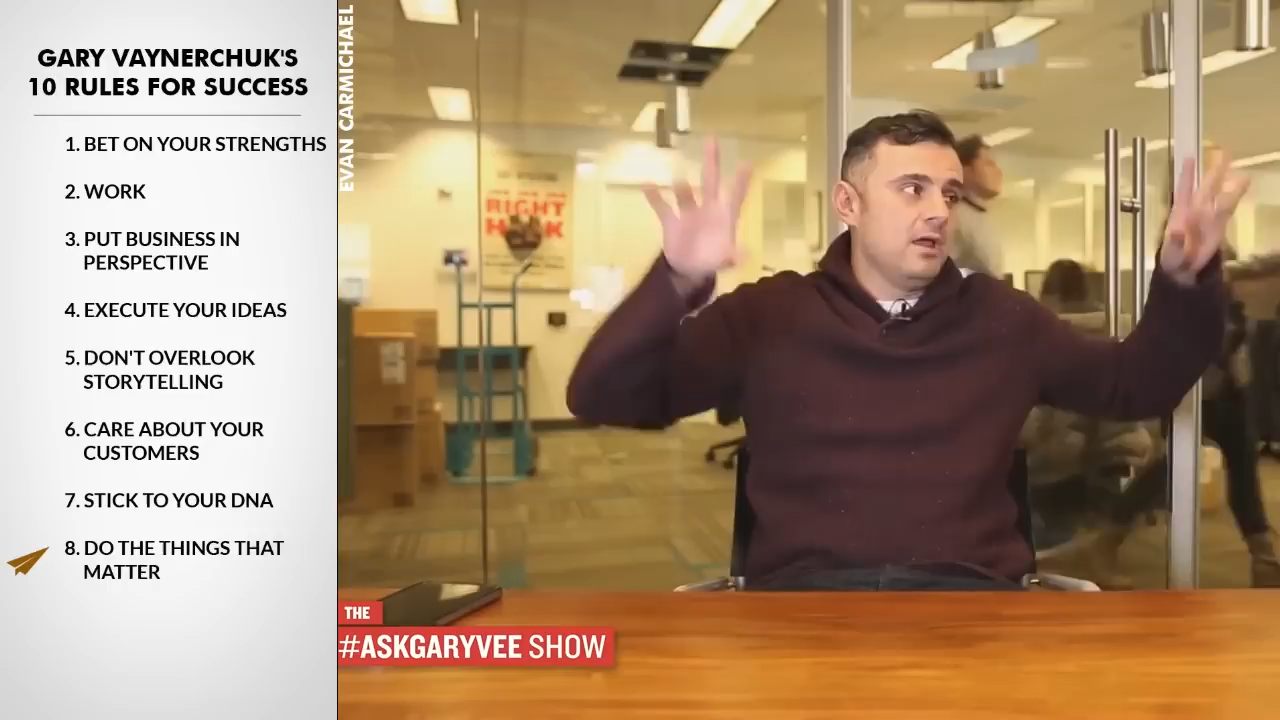 GARY VAYNERCHUK'S
10 RULES FOR SUCCESS
1. BET ON YOUR STRENGTHS
2. WORK
3. PUT BUSINESS IN
PERSPECTIVE
4. EXECUTE YOUR IDEAS
5. DON'T OVERLOOK
STORYTELLING
6. CARE ABOUT YOUR
CUSTOMERS
7. STICK TO YOUR DNA
8. DO THE THINGS THAT
MATTER
EVAN CARMICHAEL
RIGHT
THE
#ASKGARYVEE SHOW